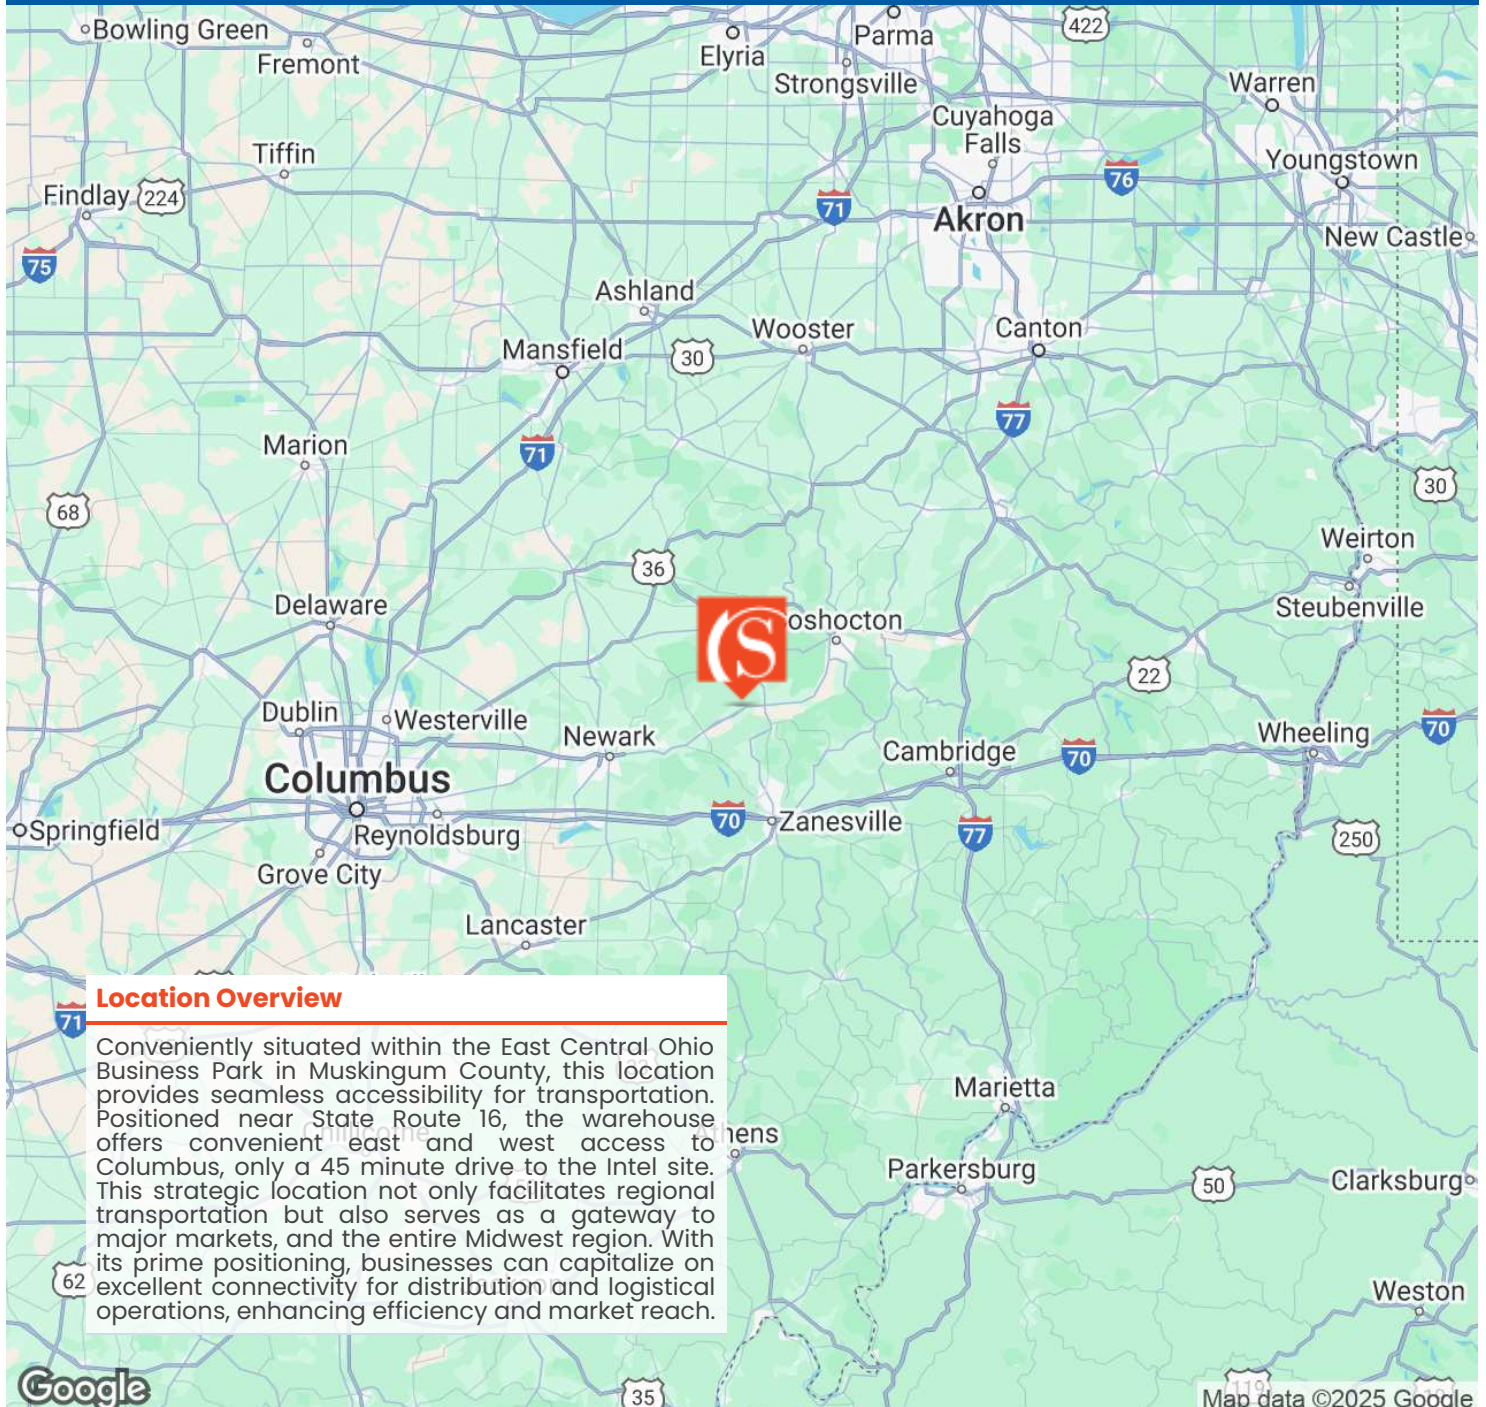 Bowling Green
Fremont
Elyria
Parma
422
Strongsville
Warren
Cuyahoga
Falls
Tiffin
Youngstown
76
Findlay
224
71
Akron
New Castle
75
Ashland
Wooster
Canton
Mansfield
30
77
Marion
71
68
30
Weirton
36
Delaware
Steubenville
S
oshocton
22
Dublin
Westerville
Newark
Wheeling
70
Cambridge
70
Columbus
Springfield
Reynoldsburg
70
Zanesville
77
250
Grove City
Lancaster
71
Location Overview
Conveniently situated within the East Central Ohio
Business Park in Muskingum County, this location
provides seamless accessibility for transportation.
Positioned near State Route 16, the warehouse
offers convenient east and west access to
Columbus, only a 45 minute drive to the Intel site.
This strategic location not only facilitates regional
transportation but also serves as a gateway to
major markets, and the entire Midwest region. With
its prime positioning, businesses can capitalize on
excellent connectivity for distribution and logistical
operations, enhancing efficiency and market reach.
Marietta
Chillicothe
Athens
Parkersburg
50
Clarksburg
62
Weston
35
119
Google
Map data ©2025 Google